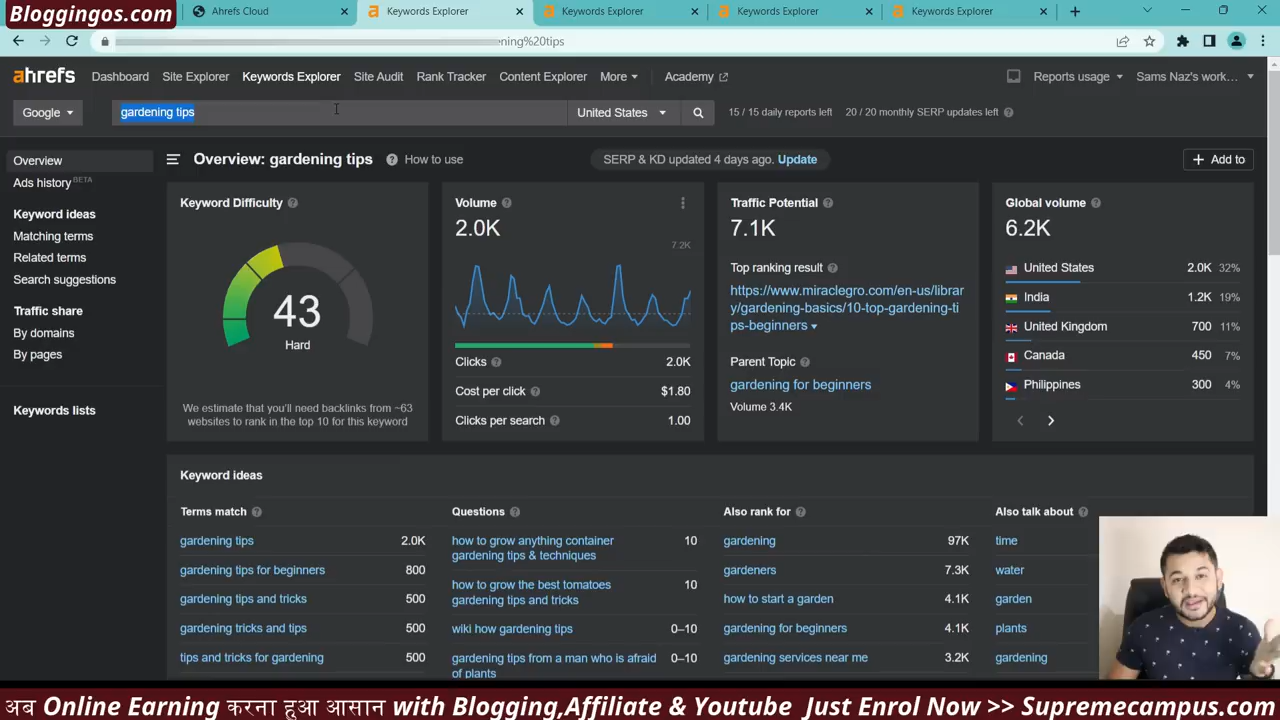 Bloggingos.com
Ahrefs Cloud
Keywords Explorer
Keywords Explorer
Keywords Explorer
Keywords Explorer
ening%20tips
ahrefs
Dashboard
Site Explorer
Keywords Explorer
Site Audit
Rank Tracker
Content Explorer
More
Academy
Reports usage
Sams Naz's work...
Google
gardening tips
United States
15 / 15 daily reports left
20 / 20 monthly SERP updates left
Overview
Ads history BETA
Keyword ideas
Matching terms
Related terms
Search suggestions
Traffic share
By domains
By pages
Keywords lists
Overview: gardening tips
How to use
SERP & KD updated 4 days ago. Update
Add to
Keyword Difficulty
43
Hard
We estimate that you'll need backlinks from ~63
websites to rank in the top 10 for this keyword
Volume
2.0K
7.2K
Clicks 2.0K
Cost per click $1.80
Clicks per search 1.00
Traffic Potential
7.1K
Top ranking result
https://www.miraclegro.com/en-us/librar
y/gardening-basics/10-top-gardening-ti
ps-beginners
Parent Topic
gardening for beginners
Volume 3.4K
Global volume
6.2K
United States 2.0K 32%
India 1.2K 19%
United Kingdom 700 11%
Canada 450 7%
Philippines 300 4%
Keyword ideas
Terms match
gardening tips 2.0K
gardening tips for beginners 800
gardening tips and tricks 500
gardening tricks and tips 500
tips and tricks for gardening 500
Questions
how to grow anything container 10
gardening tips & techniques
how to grow the best tomatoes 10
gardening tips and tricks
wiki how gardening tips 0–10
gardening tips from a man who is afraid 0–10
of plants
Also rank for
gardening 97K
gardeners 7.3K
how to start a garden 4.1K
gardening for beginners 4.1K
gardening services near me 3.2K
Also talk about
time
water
garden
plants
gardening
अब Online Earning करना हुआ आसान with Blogging,Affiliate & Youtube Just Enrol Now >> Supremecampus.com